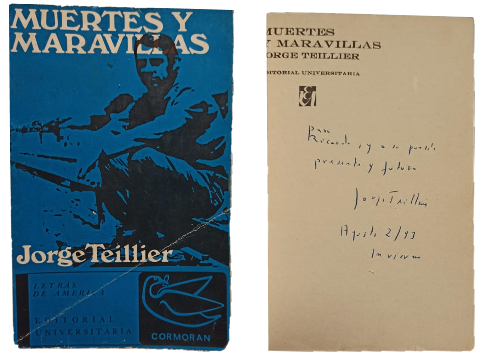 MUERTES Y
MARAVILLAS
Jorge Teillier
LETRAS
DE AMERICA
EDITORIAL
UNIVERSITARIA
CORMORAN
MUERTES
Y MARAVILLAS
JORGE TEILLIER
EDITORIAL UNIVERSITARIA
Para
Ricardo, y a su poesía
presente y futura
Jorge Teillier
Agosto 2/93
Invierno